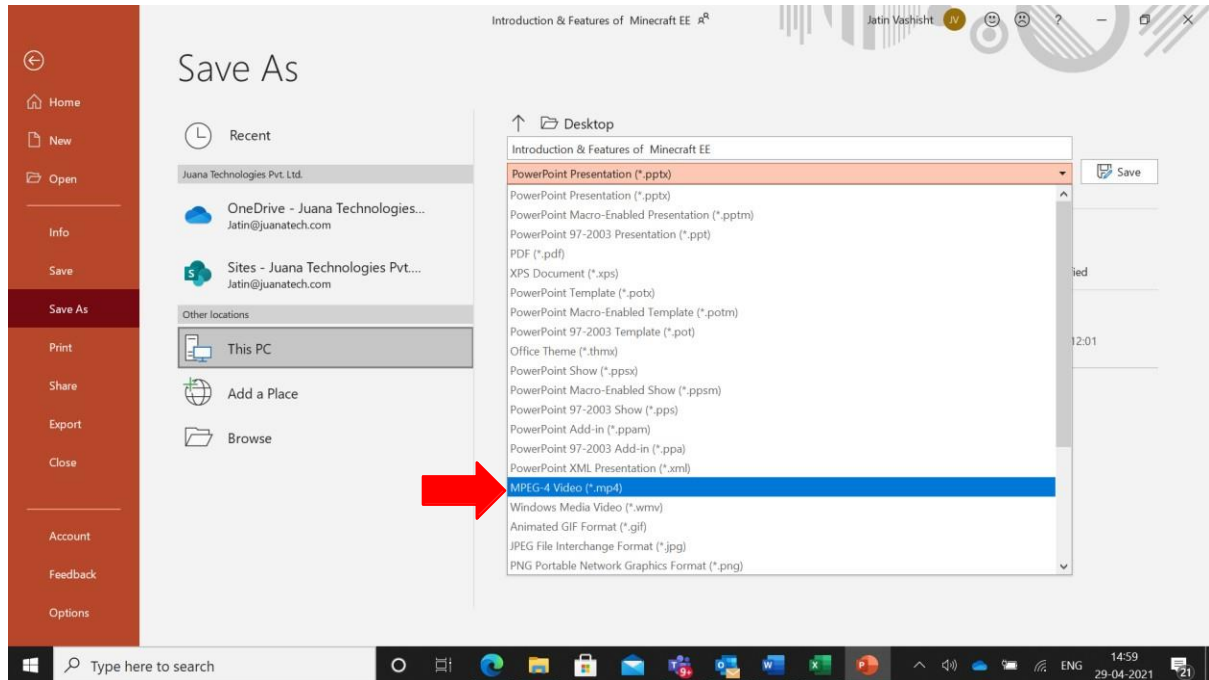 Introduction & Features of Minecraft EE
Jatin Vashisht JV
?
Save As
Home
New
Open
Info
Save
Save As
Print
Share
Export
Close
Account
Feedback
Options
Recent
Juana Technologies Pvt. Ltd.
OneDrive - Juana Technologies...
Jatin@juanatech.com
Sites - Juana Technologies Pvt....
Jatin@juanatech.com
Other locations
This PC
Add a Place
Browse
Desktop
Introduction & Features of Minecraft EE
PowerPoint Presentation (*.pptx)
Save
PowerPoint Presentation (*.pptx)
PowerPoint Macro-Enabled Presentation (*.pptm)
PowerPoint 97-2003 Presentation (*.ppt)
PDF (*.pdf)
XPS Document (*.xps)
PowerPoint Template (*.potx)
PowerPoint Macro-Enabled Template (*.potm)
PowerPoint 97-2003 Template (*.pot)
Office Theme (*.thmx)
PowerPoint Show (*.ppsx)
PowerPoint Macro-Enabled Show (*.ppsm)
PowerPoint 97-2003 Show (*.pps)
PowerPoint Add-in (*.ppam)
PowerPoint 97-2003 Add-in (*.ppa)
PowerPoint XML Presentation (*.xml)
MPEG-4 Video (*.mp4)
Windows Media Video (*.wmv)
Animated GIF Format (*.gif)
JPEG File Interchange Format (*.jpg)
PNG Portable Network Graphics Format (*.png)
ied
12:01
Type here to search
ENG
14:59
29-04-2021
21